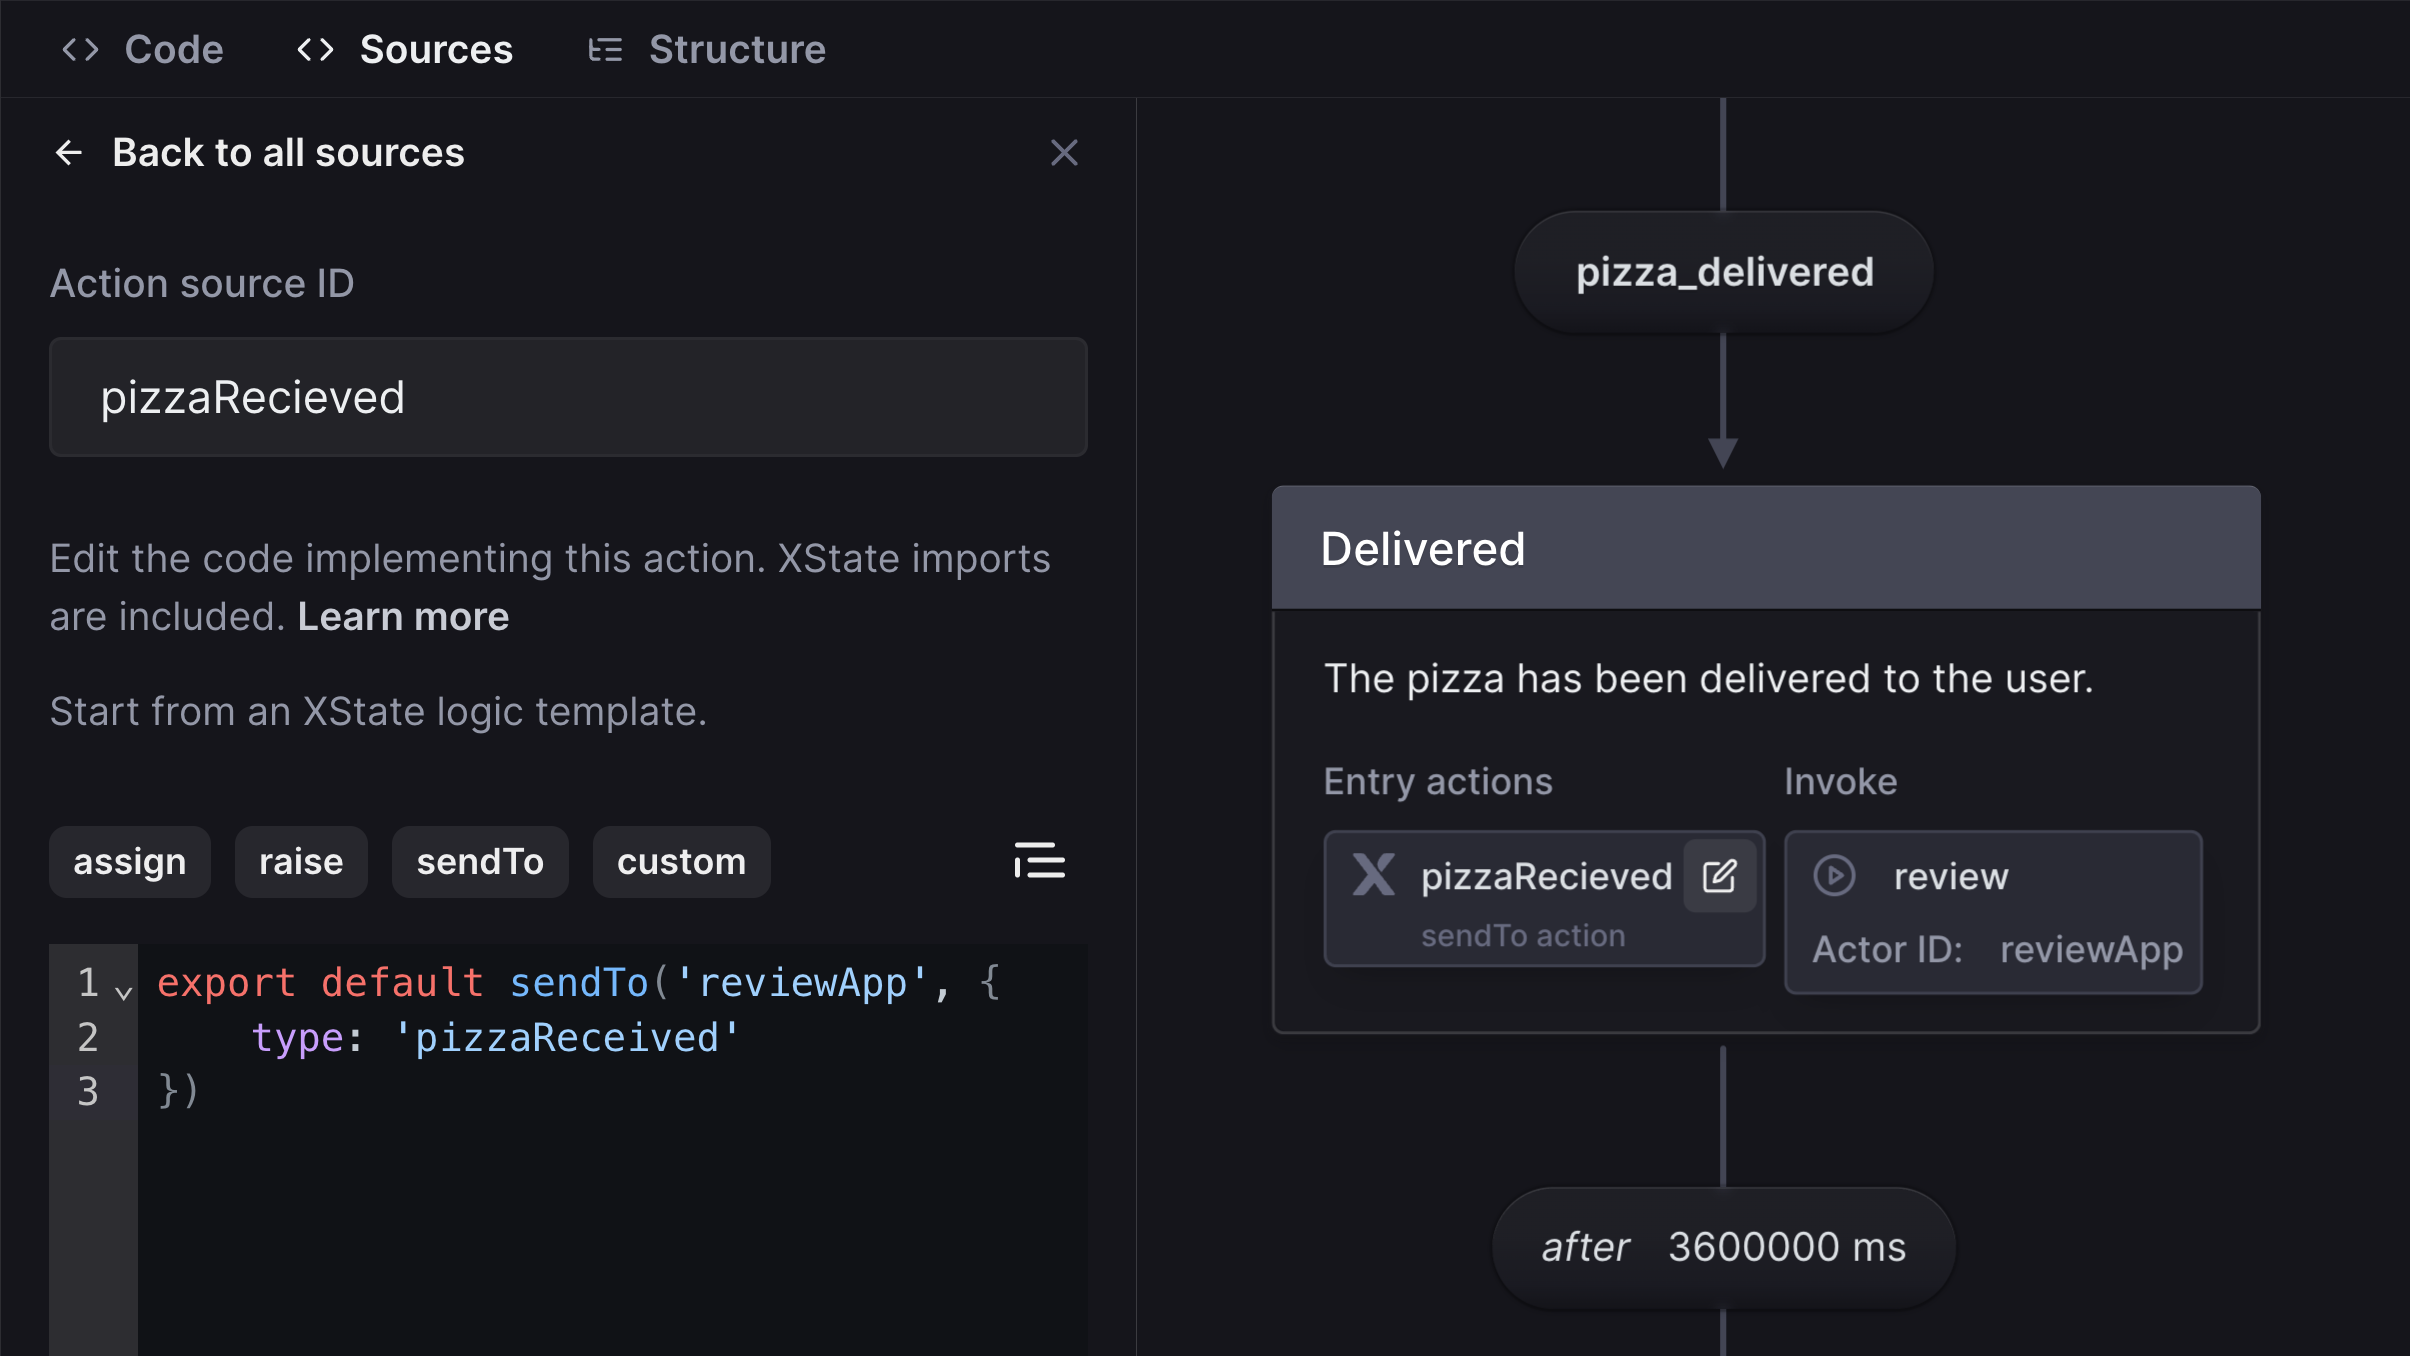 Code Sources Structure
Back to all sources
Action source ID
pizzaRecieved
Edit the code implementing this action. XState imports
are included. Learn more
Start from an XState logic template.
assign raise sendTo custom
1 export default sendTo('reviewApp', {
2 type: 'pizzaReceived'
3 })
pizza_delivered
Delivered
The pizza has been delivered to the user.
Entry actions
pizzaRecieved
sendTo action
Invoke
review
Actor ID: reviewApp
after 3600000 ms